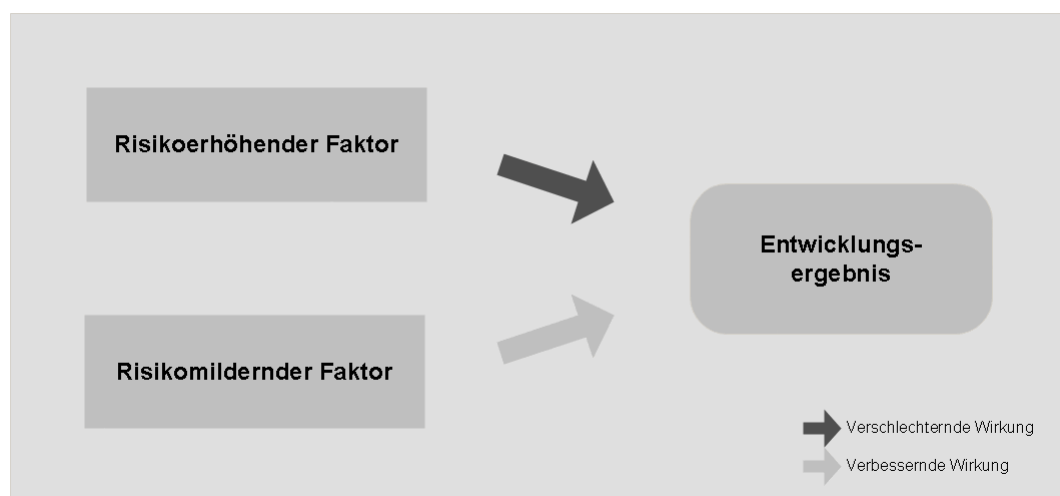 Risikoerhöhender Faktor
Entwicklungs-
ergebnis
Risikomildernder Faktor
Verschlechternde Wirkung
Verbessernde Wirkung